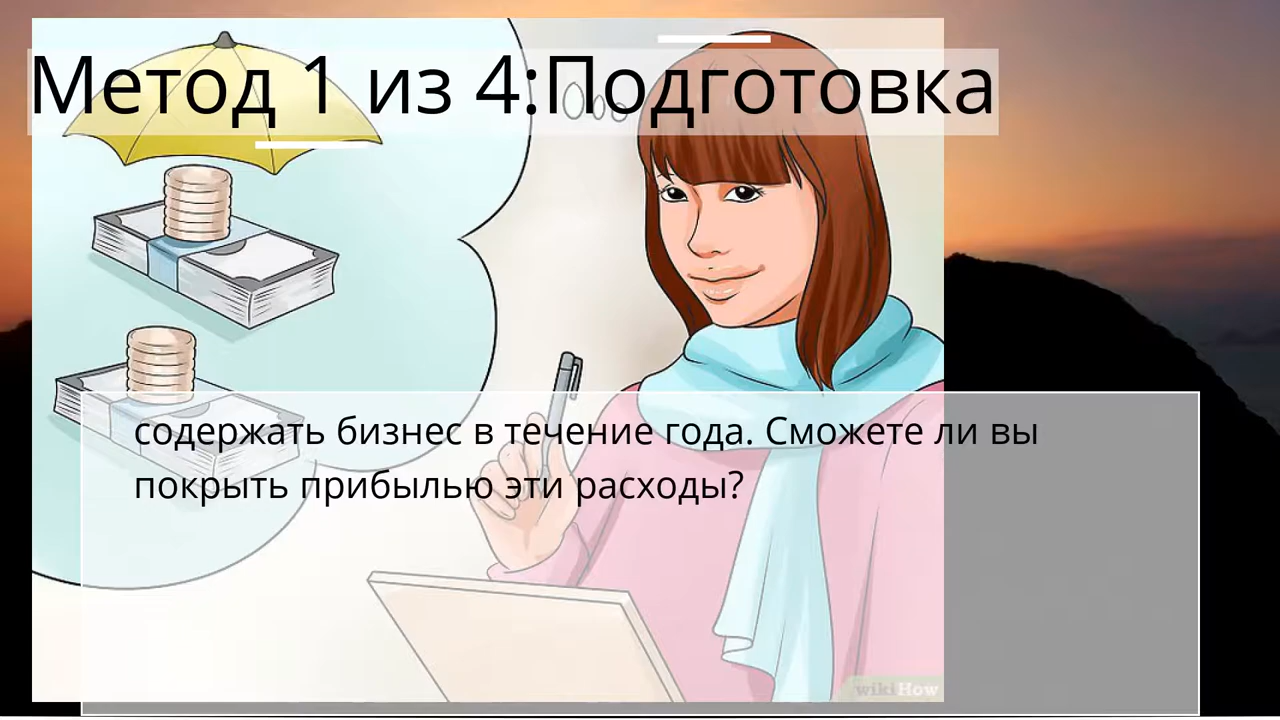 Метод 1 из 4:Подготовка
содержать бизнес в течение года. Сможете ли вы
покрыть прибылью эти расходы?
wikiHow